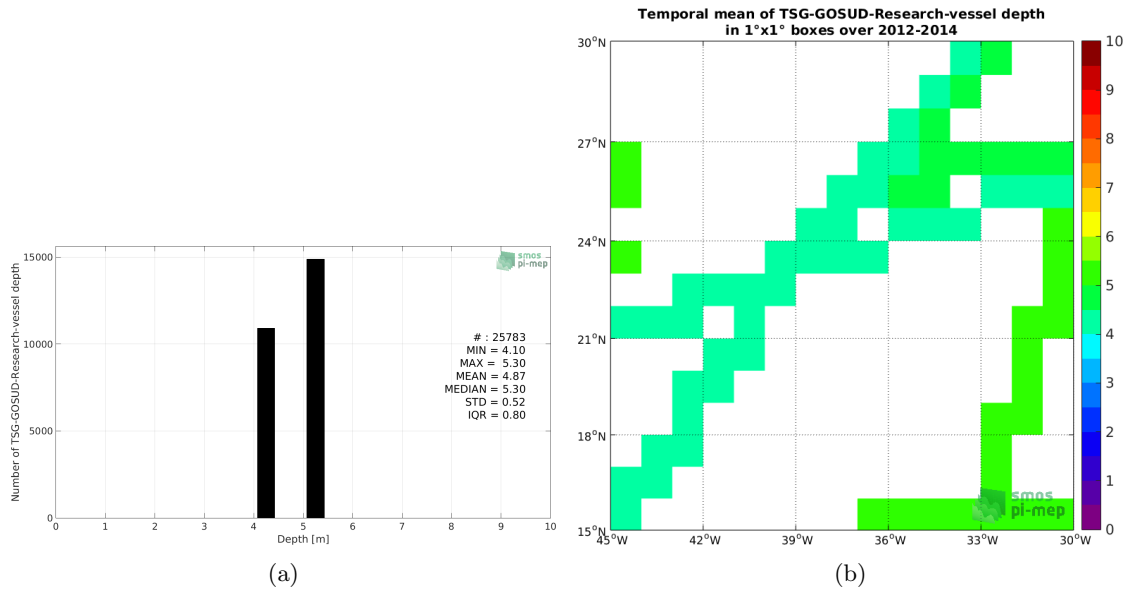 Number of TSG-GOSUD-Research-vessel depth
15000
10000
5000
0
0 1 2 3 4 5 6 7 8 9 10
Depth [m]
smos
pi-mep
# : 25783
MIN = 4.10
MAX = 5.30
MEAN = 4.87
MEDIAN = 5.30
STD = 0.52
IQR = 0.80
(a)
Temporal mean of TSG-GOSUD-Research-vessel depth
in 1°x1° boxes over 2012-2014
30°N
27°N
24°N
21°N
18°N
15°N
45°W 42°W 39°W 36°W 33°W 30°W
smos
pi-mep
10
9
8
7
6
5
4
3
2
1
0
(b)